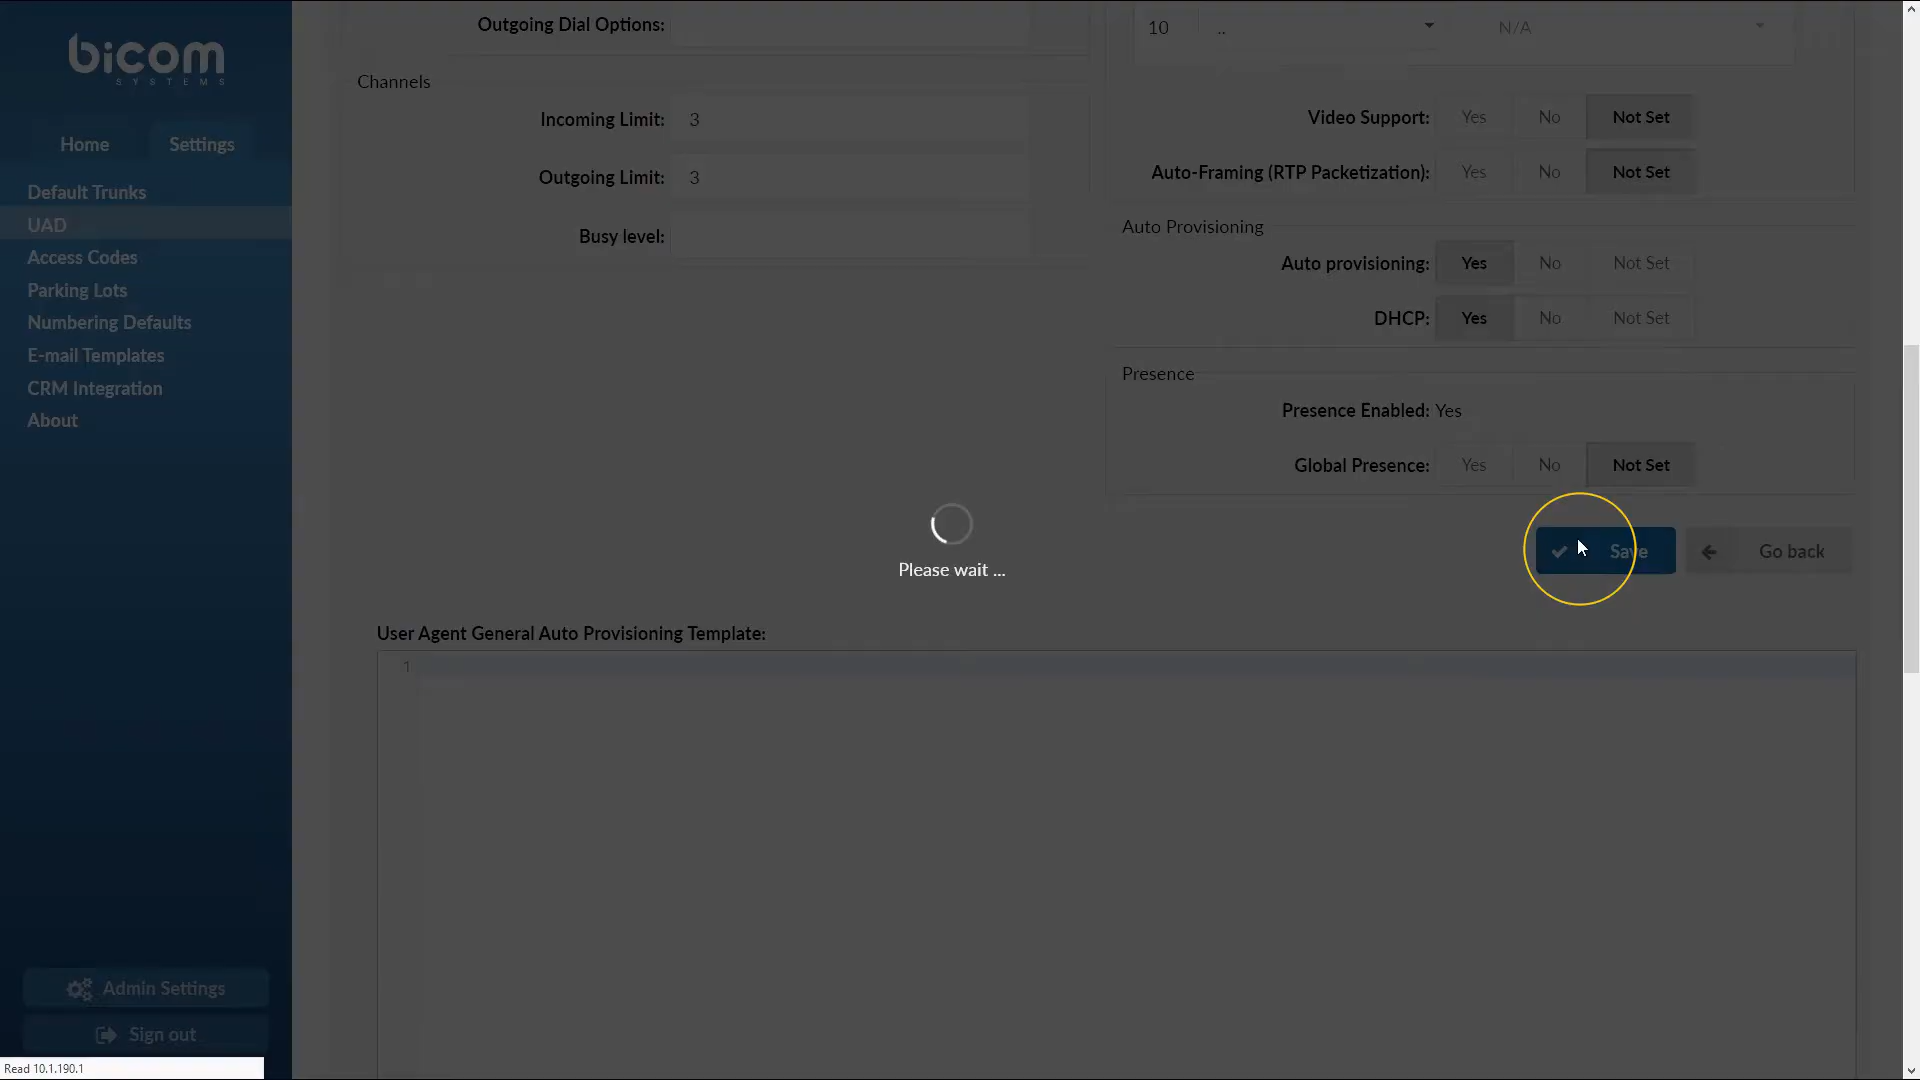 bicom
SYSTEMS
Home Settings
Default Trunks
UAD
Access Codes
Parking Lots
Numbering Defaults
E-mail Templates
CRM Integration
About
Admin Settings
Sign out
Read 10.1.190.1
Outgoing Dial Options:
Channels
Incoming Limit: 3
Outgoing Limit: 3
Busy level:
10 .. N/A
Video Support: Yes No Not Set
Auto-Framing (RTP Packetization): Yes No Not Set
Auto Provisioning
Auto provisioning: Yes No Not Set
DHCP: Yes No Not Set
Presence
Presence Enabled: Yes
Global Presence: Yes No Not Set
Please wait ...
Save Go back
User Agent General Auto Provisioning Template:
1